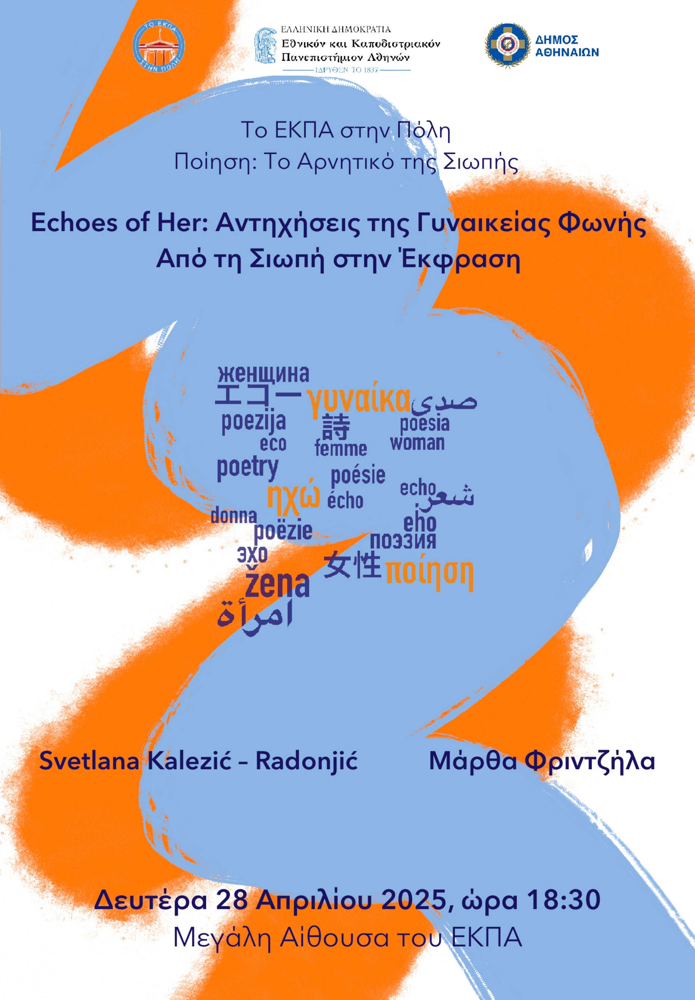 ΤΟ ΕΚΠΑ
ΣΤΗΝ ΠΟΛΗ
ΕΛΛΗΝΙΚΗ ΔΗΜΟΚΡΑΤΙΑ
Εθνικόν και Καποδιστριακόν
Πανεπιστήμιον Αθηνών
ΙΔΡΥΘΕΝ ΤΟ 1837
ΔΗΜΟΣ
ΑΘΗΝΑΙΩΝ
Το ΕΚΠΑ στην Πόλη
Ποίηση: Το Αρνητικό της Σιωπής
Echoes of Her: Αντηχήσεις της Γυναικείας Φωνής
Από τη Σιωπή στην Έκφραση
женщина
エコー γυναίκα صدى
poezija 詩 poesia
eco femme woman
poetry poésie
ηχώ écho echo شعر
donna eho
poëzie поэзия
эхо 女性 ποίηση
žena
امرأة
Svetlana Kalezić – Radonjić Μάρθα Φριντζήλα
Δευτέρα 28 Απριλίου 2025, ώρα 18:30
Μεγάλη Αίθουσα του ΕΚΠΑ